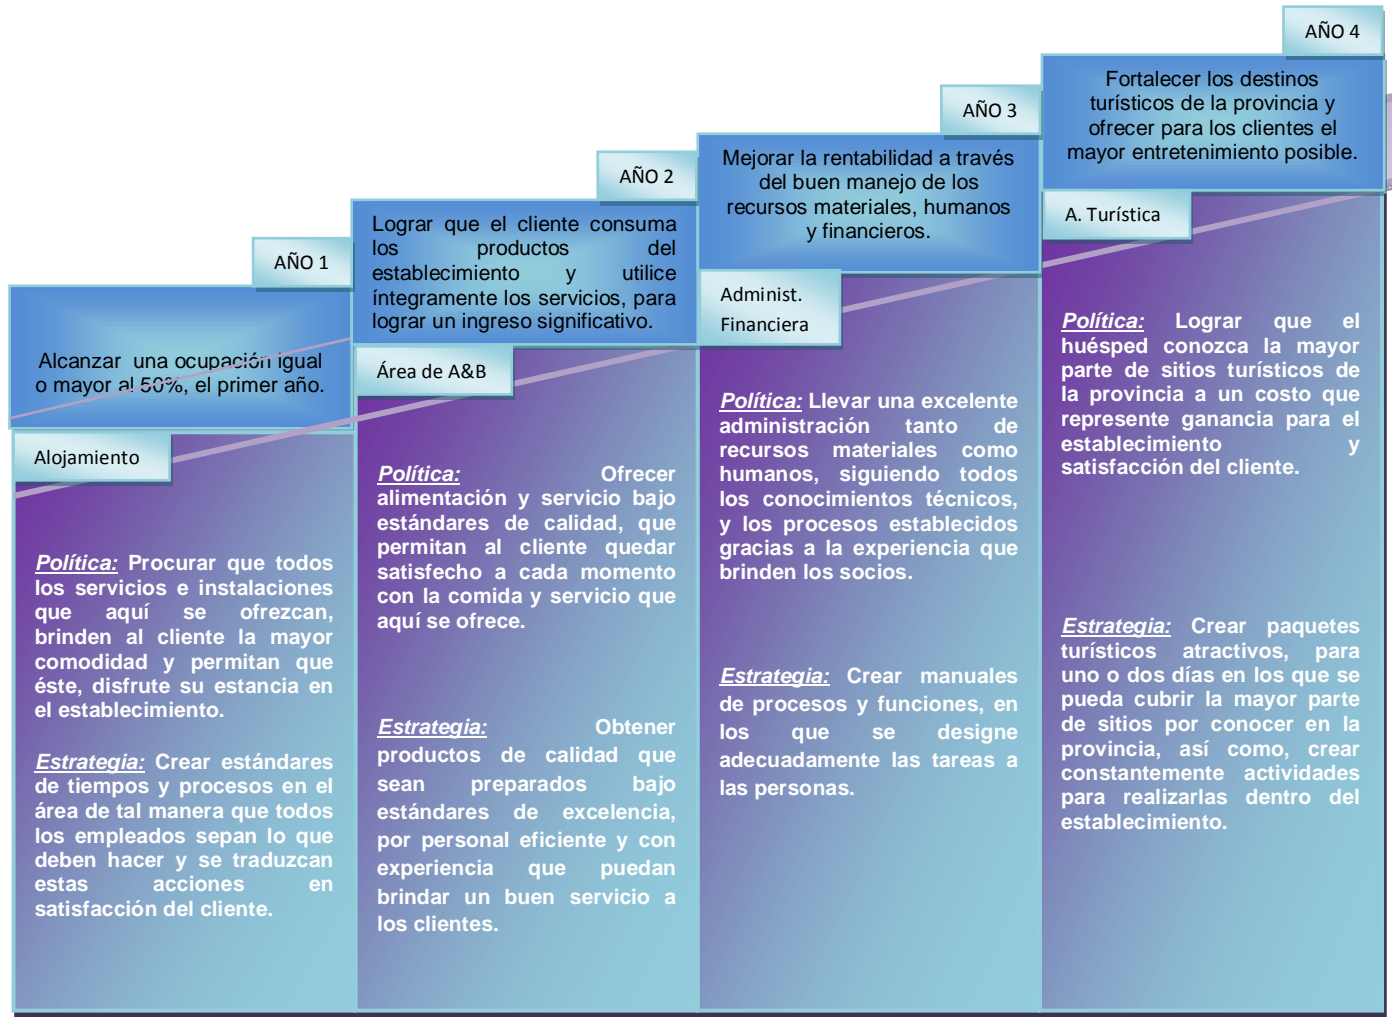 AÑO 1
Alcanzar una ocupación igual
o mayor al 50%, el primer año.
Alojamiento
Política: Procurar que todos
los servicios e instalaciones
que aquí se ofrezcan,
brinden al cliente la mayor
comodidad y permitan que
éste, disfrute su estancia en
el establecimiento.
Estrategia: Crear estándares
de tiempos y procesos en el
área de tal manera que todos
los empleados sepan lo que
deben hacer y se traduzcan
estas acciones en
satisfacción del cliente.
AÑO 2
Lograr que el cliente consuma
los productos del
establecimiento y utilice
íntegramente los servicios, para
lograr un ingreso significativo.
Área de A&B
Política: Ofrecer
alimentación y servicio bajo
estándares de calidad, que
permitan al cliente quedar
satisfecho a cada momento
con la comida y servicio que
aquí se ofrece.
Estrategia: Obtener
productos de calidad que
sean preparados bajo
estándares de excelencia,
por personal eficiente y con
experiencia que puedan
brindar un buen servicio a
los clientes.
AÑO 3
Mejorar la rentabilidad a través
del buen manejo de los
recursos materiales, humanos
y financieros.
Administ.
Financiera
Política: Llevar una excelente
administración tanto de
recursos materiales como
humanos, siguiendo todos
los conocimientos técnicos,
y los procesos establecidos
gracias a la experiencia que
brinden los socios.
Estrategia: Crear manuales
de procesos y funciones, en
los que se designe
adecuadamente las tareas a
las personas.
AÑO 4
Fortalecer los destinos
turísticos de la provincia y
ofrecer para los clientes el
mayor entretenimiento posible.
A. Turística
Política: Lograr que el
huésped conozca la mayor
parte de sitios turísticos de
la provincia a un costo que
represente ganancia para el
establecimiento y
satisfacción del cliente.
Estrategia: Crear paquetes
turísticos atractivos, para
uno o dos días en los que se
pueda cubrir la mayor parte
de sitios por conocer en la
provincia, así como, crear
constantemente actividades
para realizarlas dentro del
establecimiento.